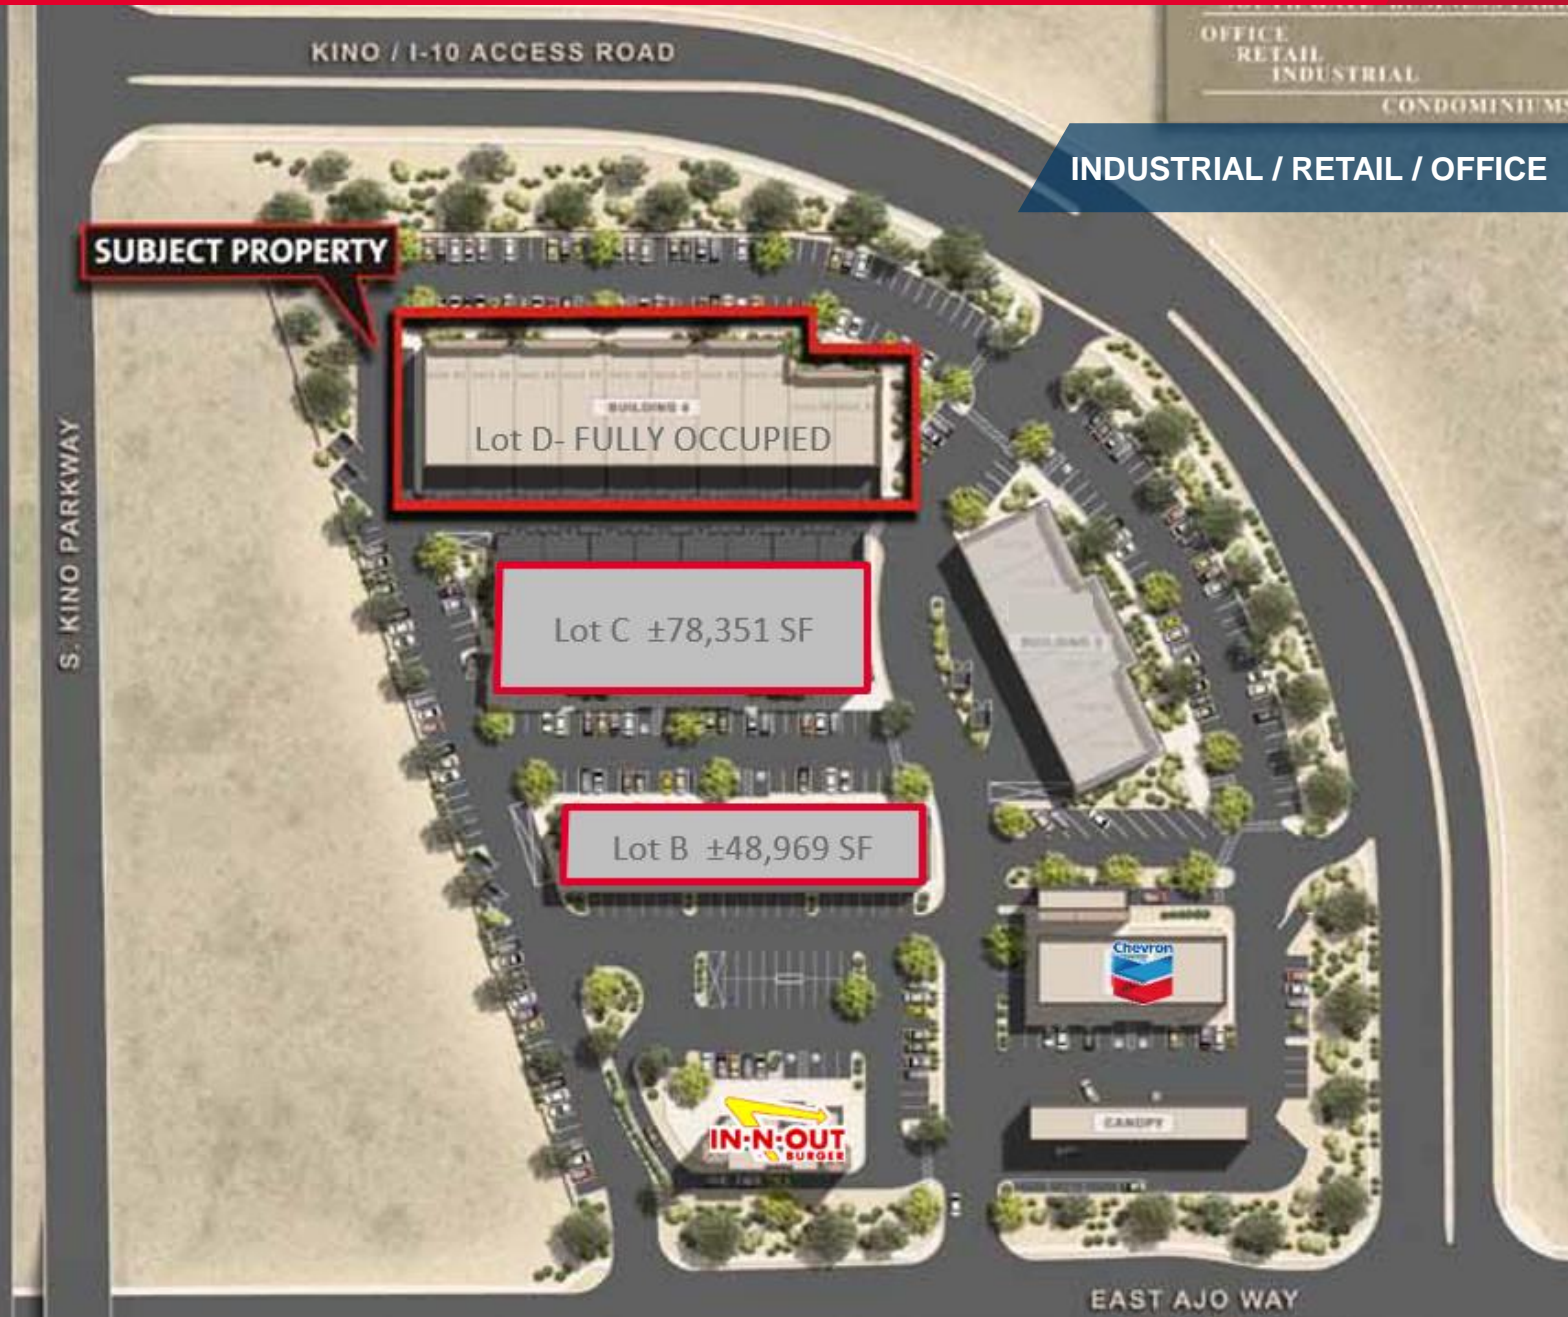 OFFICE
RETAIL
INDUSTRIAL
CONDOMINIUM
KINO / I-10 ACCESS ROAD
INDUSTRIAL / RETAIL / OFFICE
SUBJECT PROPERTY
S. KINO PARKWAY
Lot D- FULLY OCCUPIED
Lot C ±78,351 SF
Lot B ±48,969 SF
Chevron
IN-N-OUT
BURGER
CANOPY
EAST AJO WAY